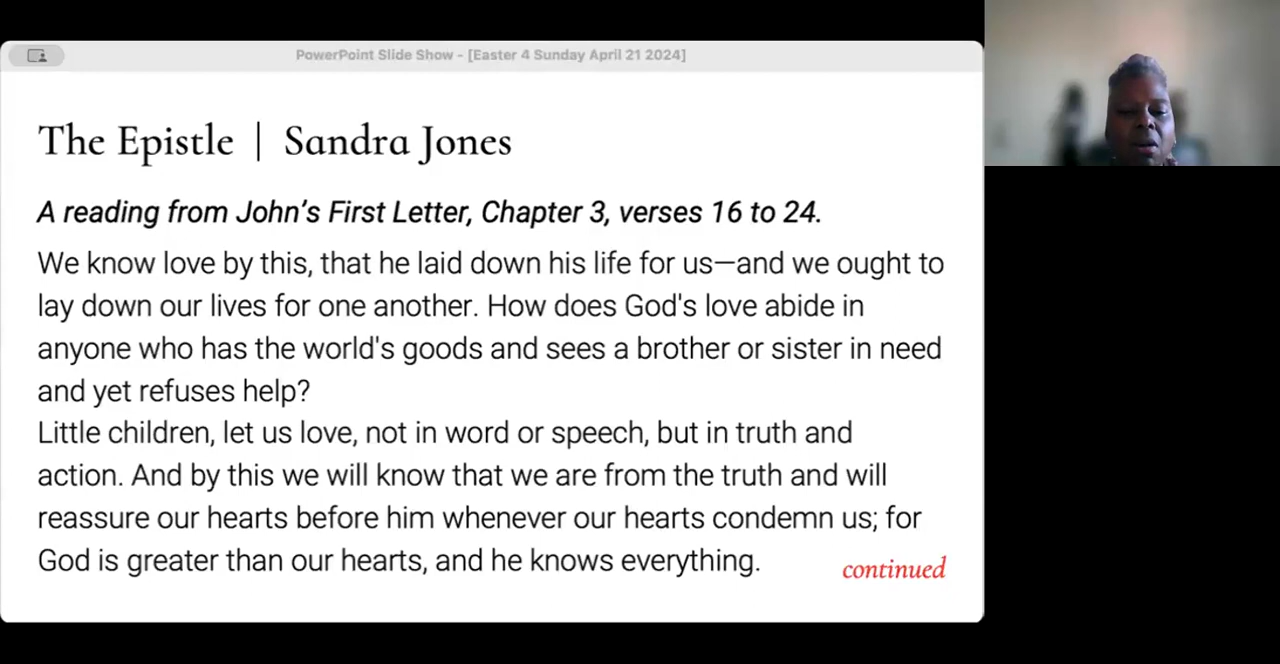 PowerPoint Slide Show - [Easter 4 Sunday April 21 2024]
The Epistle | Sandra Jones
A reading from John's First Letter, Chapter 3, verses 16 to 24.
We know love by this, that he laid down his life for us—and we ought to
lay down our lives for one another. How does God's love abide in
anyone who has the world's goods and sees a brother or sister in need
and yet refuses help?
Little children, let us love, not in word or speech, but in truth and
action. And by this we will know that we are from the truth and will
reassure our hearts before him whenever our hearts condemn us; for
God is greater than our hearts, and he knows everything.
continued